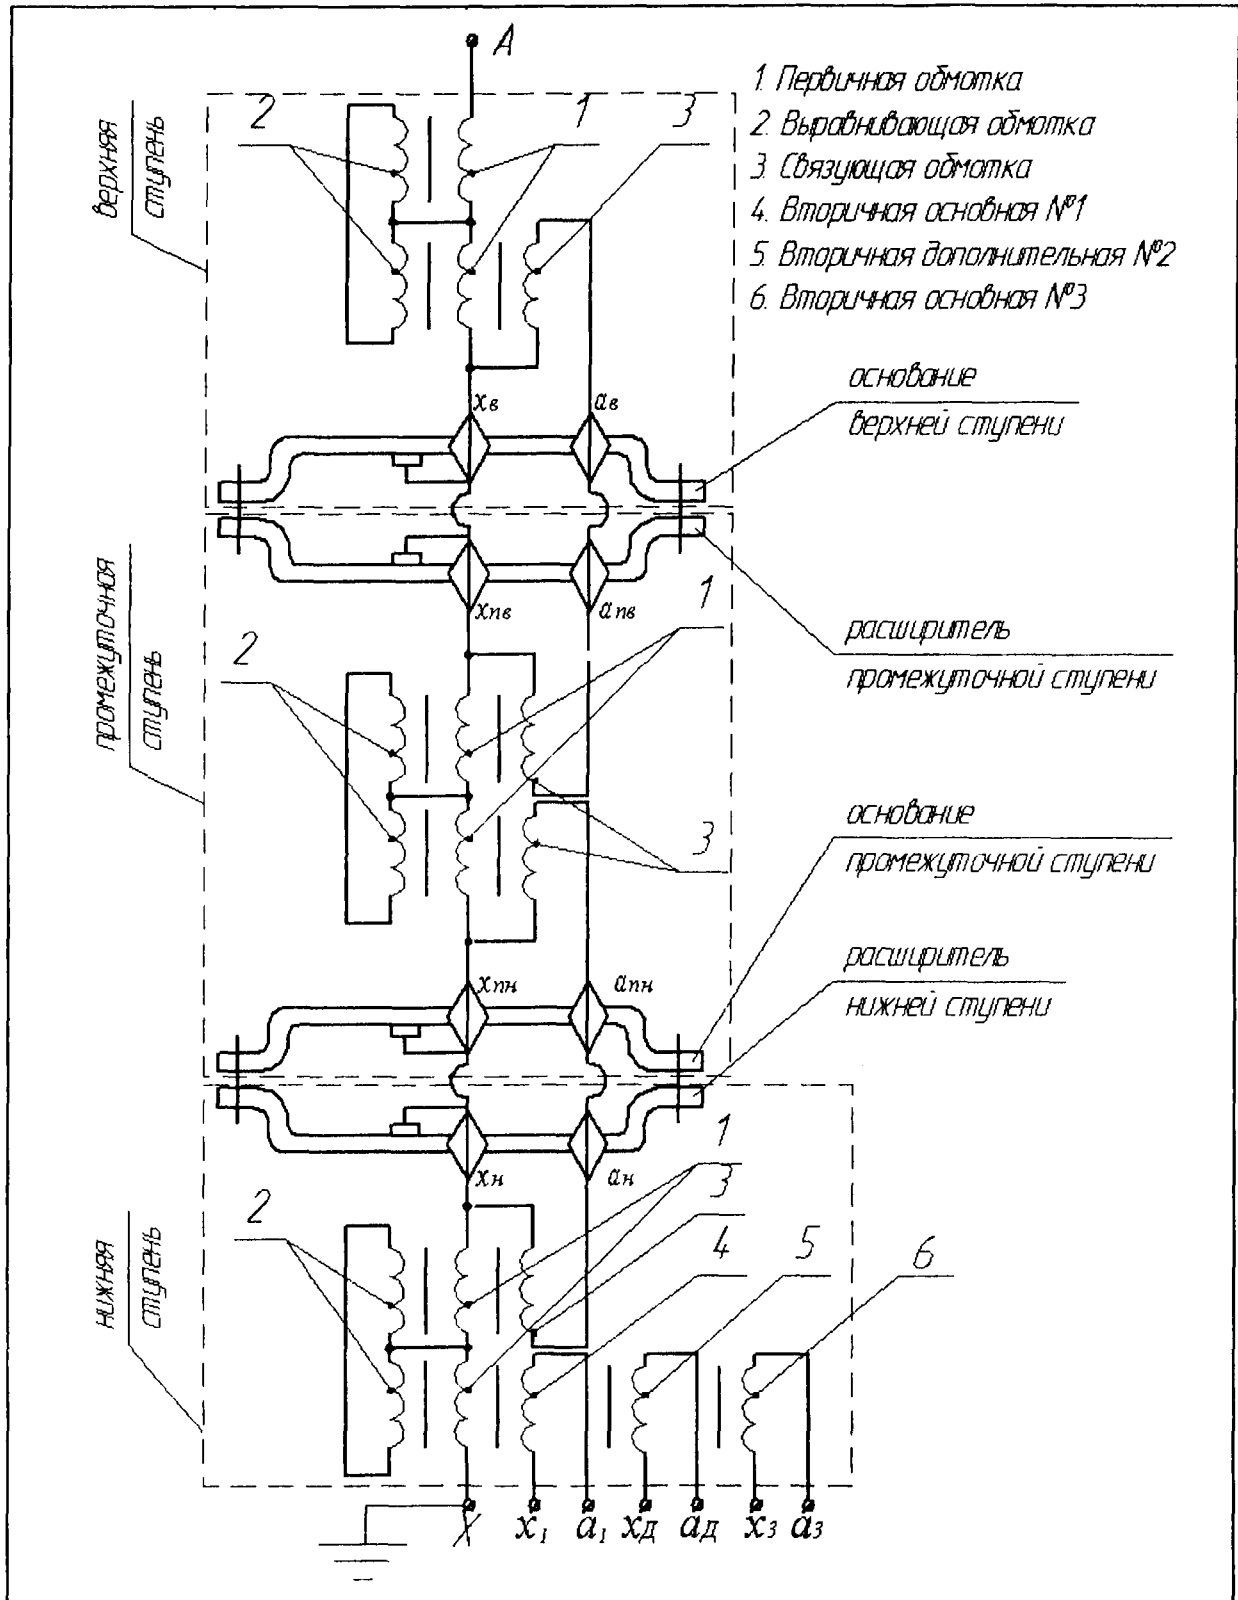 A
1. Первичная обмотка
2. Выравнивающая обмотка
3. Связующая обмотка
4. Вторичная основная №1
5. Вторичная дополнительная №2
6. Вторичная основная №3
верхняя
ступень
2
1
3
xв
aв
основание
верхней ступени
промежуточная
ступень
xпв
aпв
1
расширитель
промежуточной ступени
2
3
основание
промежуточной ступени
xпн
aпн
расширитель
нижней ступени
xн
aн
1
3
нижняя
ступень
2
4
5
6
X
x1
a1
xд
aд
x3
a3